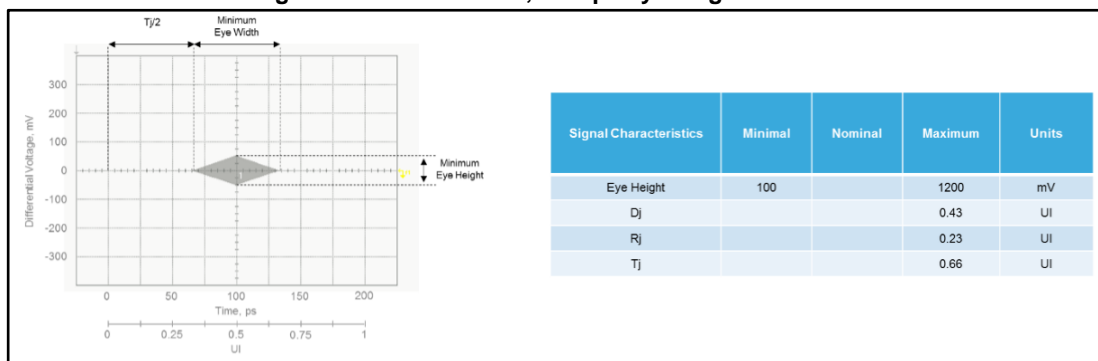 Tj/2
Minimum
Eye Width
300
200
100
0
-100
-200
-300
Differential Voltage, mV
Minimum
Eye Height
0 50 100 150 200
Time, ps
0 0.25 0.5 0.75 1
UI
Signal Characteristics Minimal Nominal Maximum Units
Eye Height 100 1200 mV
Dj 0.43 UI
Rj 0.23 UI
Tj 0.66 UI